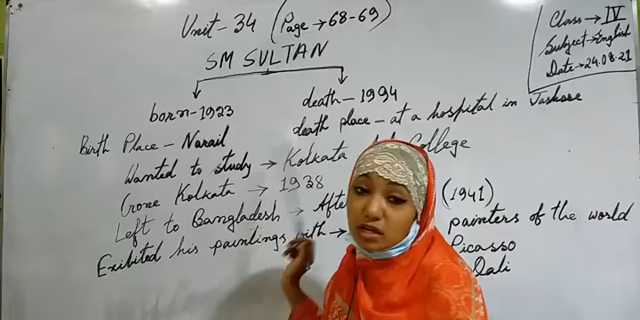 Unit - 34 (Page → 68-69)
Class → IV
Subject → English
Date → 24.08.21
SM SULTAN
born - 1923
death - 1994
Birth Place - Narail
death place - at a hospital in Jashore
Wanted to study → Kolkata College
Gone Kolkata → 1938
Left to Bangladesh → (1941)
Exibited his paintings with → painters of the world
Picasso
Dali